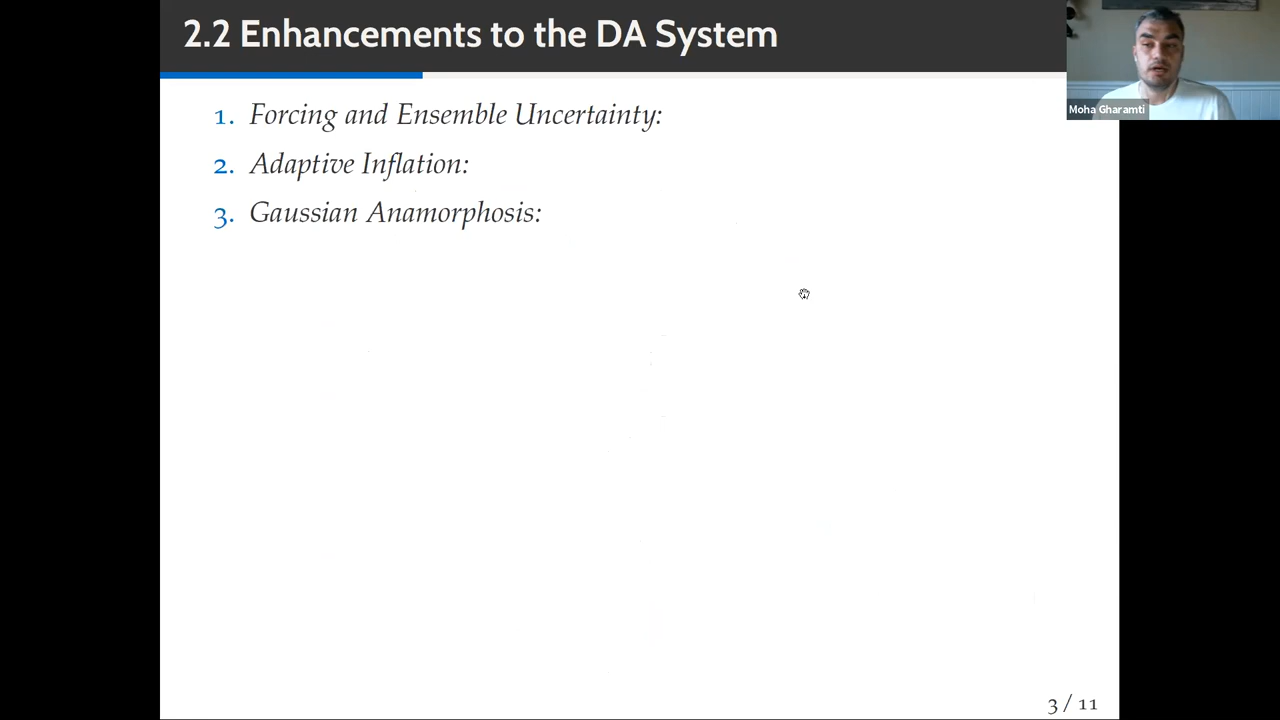 2.2 Enhancements to the DA System
Moha Gharamti
1. Forcing and Ensemble Uncertainty:
2. Adaptive Inflation:
3. Gaussian Anamorphosis:
3 / 11